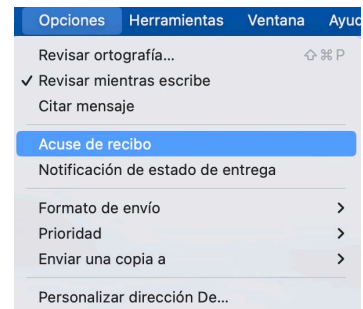 Opciones Herramientas Ventana
Revisar ortografía... ⇧⌘P
✓ Revisar mientras escribe
Citar mensaje
Acuse de recibo
Notificación de estado de entrega
Formato de envío >
Prioridad >
Enviar una copia a >
Personalizar dirección De...